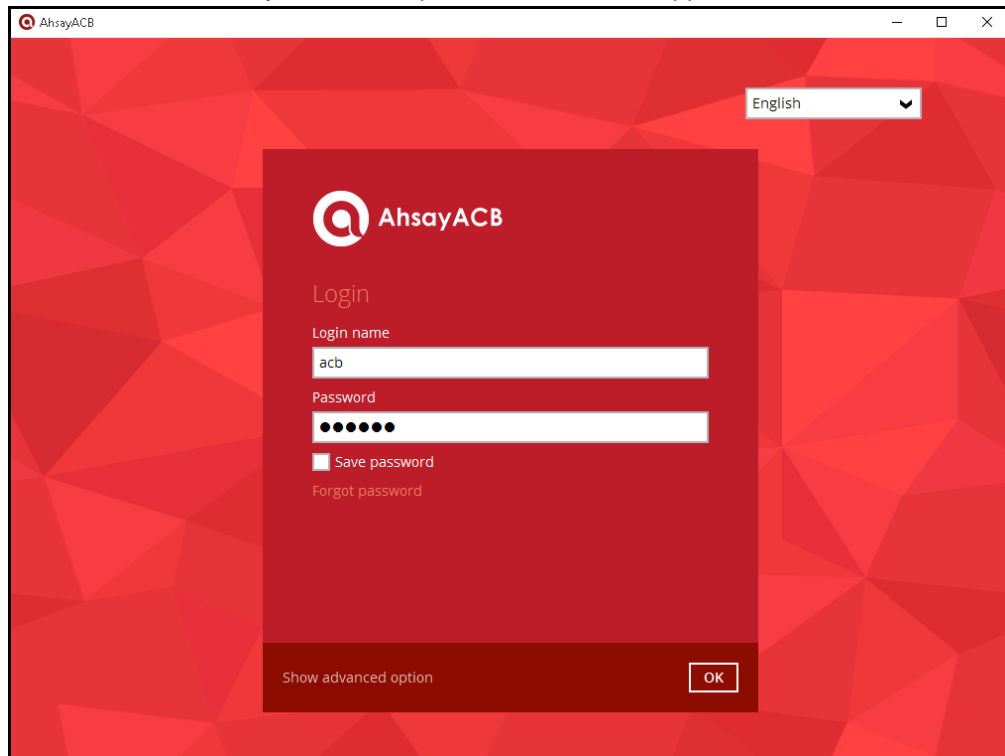 AhsayACB
English
AhsayACB
Login
Login name
acb
Password
Save password
Forgot password
Show advanced option
OK